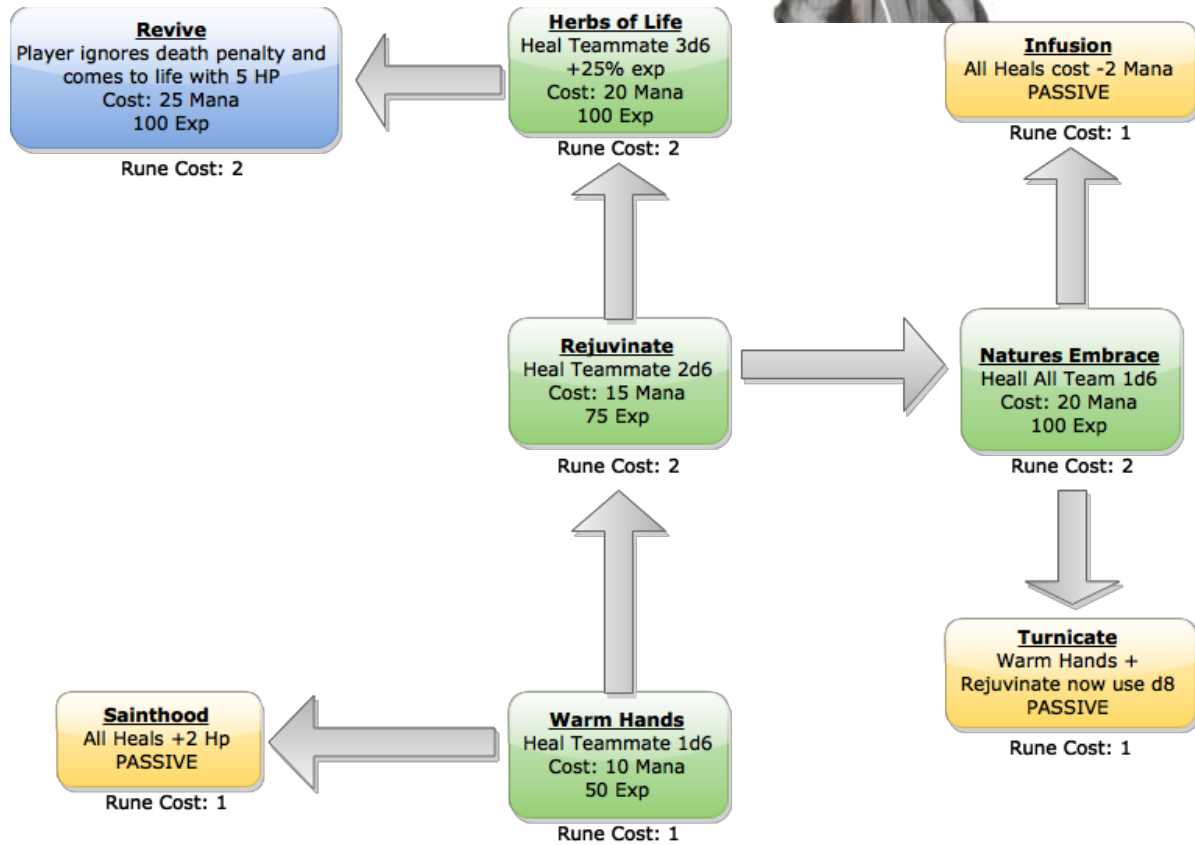 Revive
Player ignores death penalty and
comes to life with 5 HP
Cost: 25 Mana
100 Exp
Rune Cost: 2
Herbs of Life
Heal Teammate 3d6
+25% exp
Cost: 20 Mana
100 Exp
Rune Cost: 2
Infusion
All Heals cost -2 Mana
PASSIVE
Rune Cost: 1
Rejuvinate
Heal Teammate 2d6
Cost: 15 Mana
75 Exp
Rune Cost: 2
Natures Embrace
Heall All Team 1d6
Cost: 20 Mana
100 Exp
Rune Cost: 2
Sainthood
All Heals +2 Hp
PASSIVE
Rune Cost: 1
Warm Hands
Heal Teammate 1d6
Cost: 10 Mana
50 Exp
Rune Cost: 1
Turnicate
Warm Hands +
Rejuvinate now use d8
PASSIVE
Rune Cost: 1